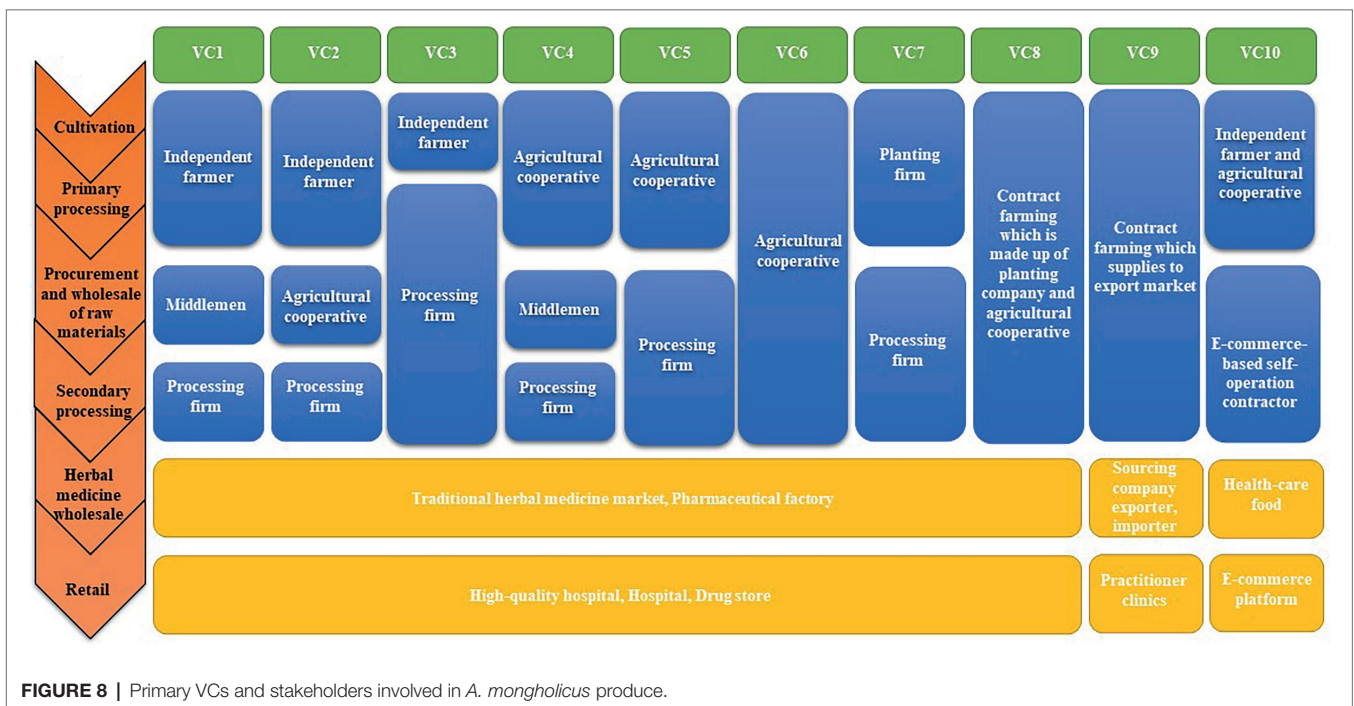 VC1
VC2
VC3
VC4
VC5
VC6
VC7
VC8
VC9
VC10
Cultivation
Primary
processing
Procurement
and wholesale
of raw
materials
Secondary
processing
Herbal
medicine
wholesale
Retail
Independent
farmer
Middlemen
Processing
firm
Independent
farmer
Agricultural
cooperative
Processing
firm
Independent
farmer
Processing
firm
Agricultural
cooperative
Middlemen
Processing
firm
Agricultural
cooperative
Processing
firm
Agricultural
cooperative
Planting
firm
Processing
firm
Contract
farming
which is
made up of
planting
company and
agricultural
cooperative
Contract
farming which
supplies to
export market
Independent
farmer and
agricultural
cooperative
E-commerce-
based self-
operation
contractor
Traditional herbal medicine market, Pharmaceutical factory
Sourcing
company
exporter,
importer
Health-care
food
High-quality hospital, Hospital, Drug store
Practitioner
clinics
E-commerce
platform
FIGURE 8 | Primary VCs and stakeholders involved in A. mongholicus produce.